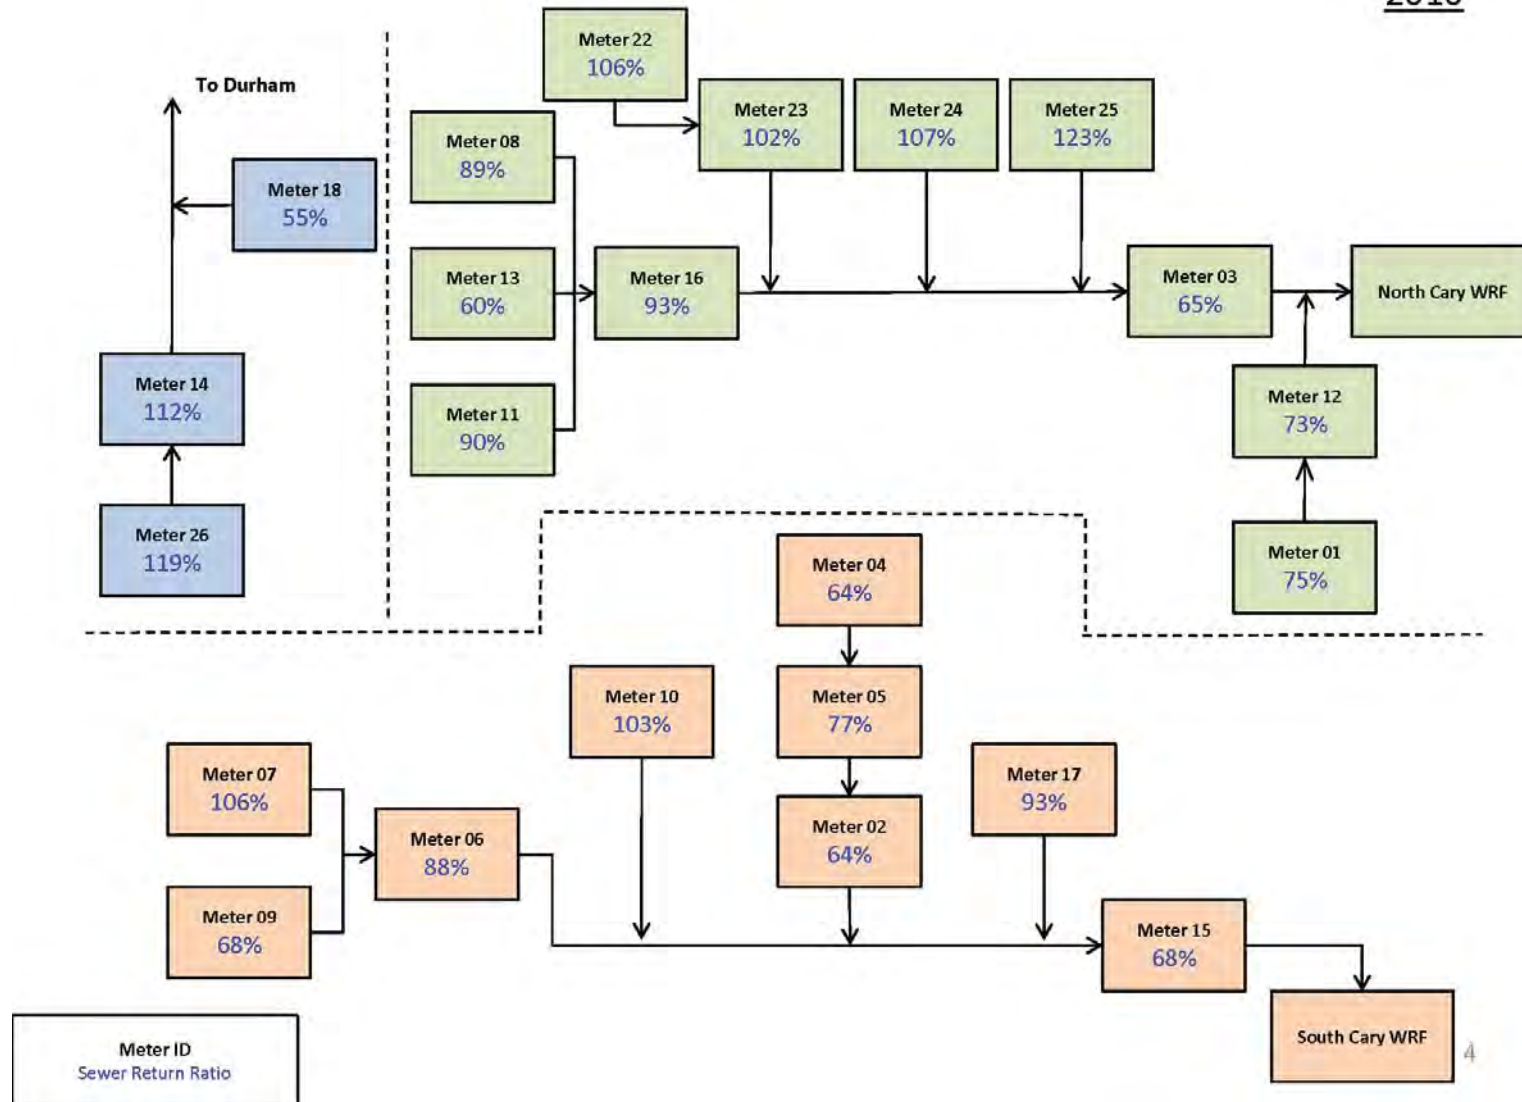 To Durham
Meter 18
55%
Meter 14
112%
Meter 26
119%
Meter 22
106%
Meter 23
102%
Meter 24
107%
Meter 25
123%
Meter 08
89%
Meter 13
60%
Meter 11
90%
Meter 16
93%
Meter 03
65%
North Cary WRF
Meter 12
73%
Meter 01
75%
Meter 04
64%
Meter 05
77%
Meter 02
64%
Meter 10
103%
Meter 17
93%
Meter 07
106%
Meter 09
68%
Meter 06
88%
Meter 15
68%
South Cary WRF
Meter ID
Sewer Return Ratio
4